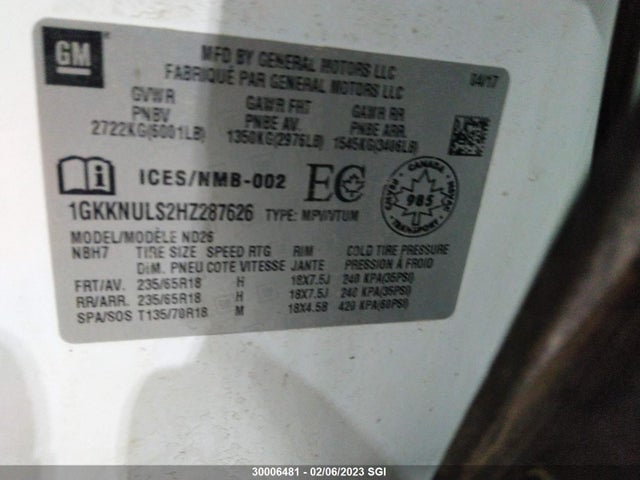 GM
MFD BY GENERAL MOTORS LLC
FABRIQUÉ PAR GENERAL MOTORS LLC
04/17
GVWR GAWR FRT GAWR RR
PNBV PNBE AV. PNBE ARR.
2722KG(6001LB) 1350KG(2976LB) 1545KG(3406LB)
ICES/NMB-002 EC CANADA 985 TRANSPORT
1GKKNULS2HZ287626 TYPE: MPV/VTUM
MODEL/MODÈLE ND26
NBH7 TIRE SIZE SPEED RTG RIM COLD TIRE PRESSURE
DIM. PNEU COTÉ VITESSE JANTE PRESSION À FROID
FRT/AV. 235/65R18 H 18X7.5J 240 KPA(35PSI)
RR/ARR. 235/65R18 H 18X7.5J 240 KPA(35PSI)
SPA/SOS T135/70R18 M 18X4.5B 420 KPA(60PSI)
30006481 - 02/06/2023 SGI